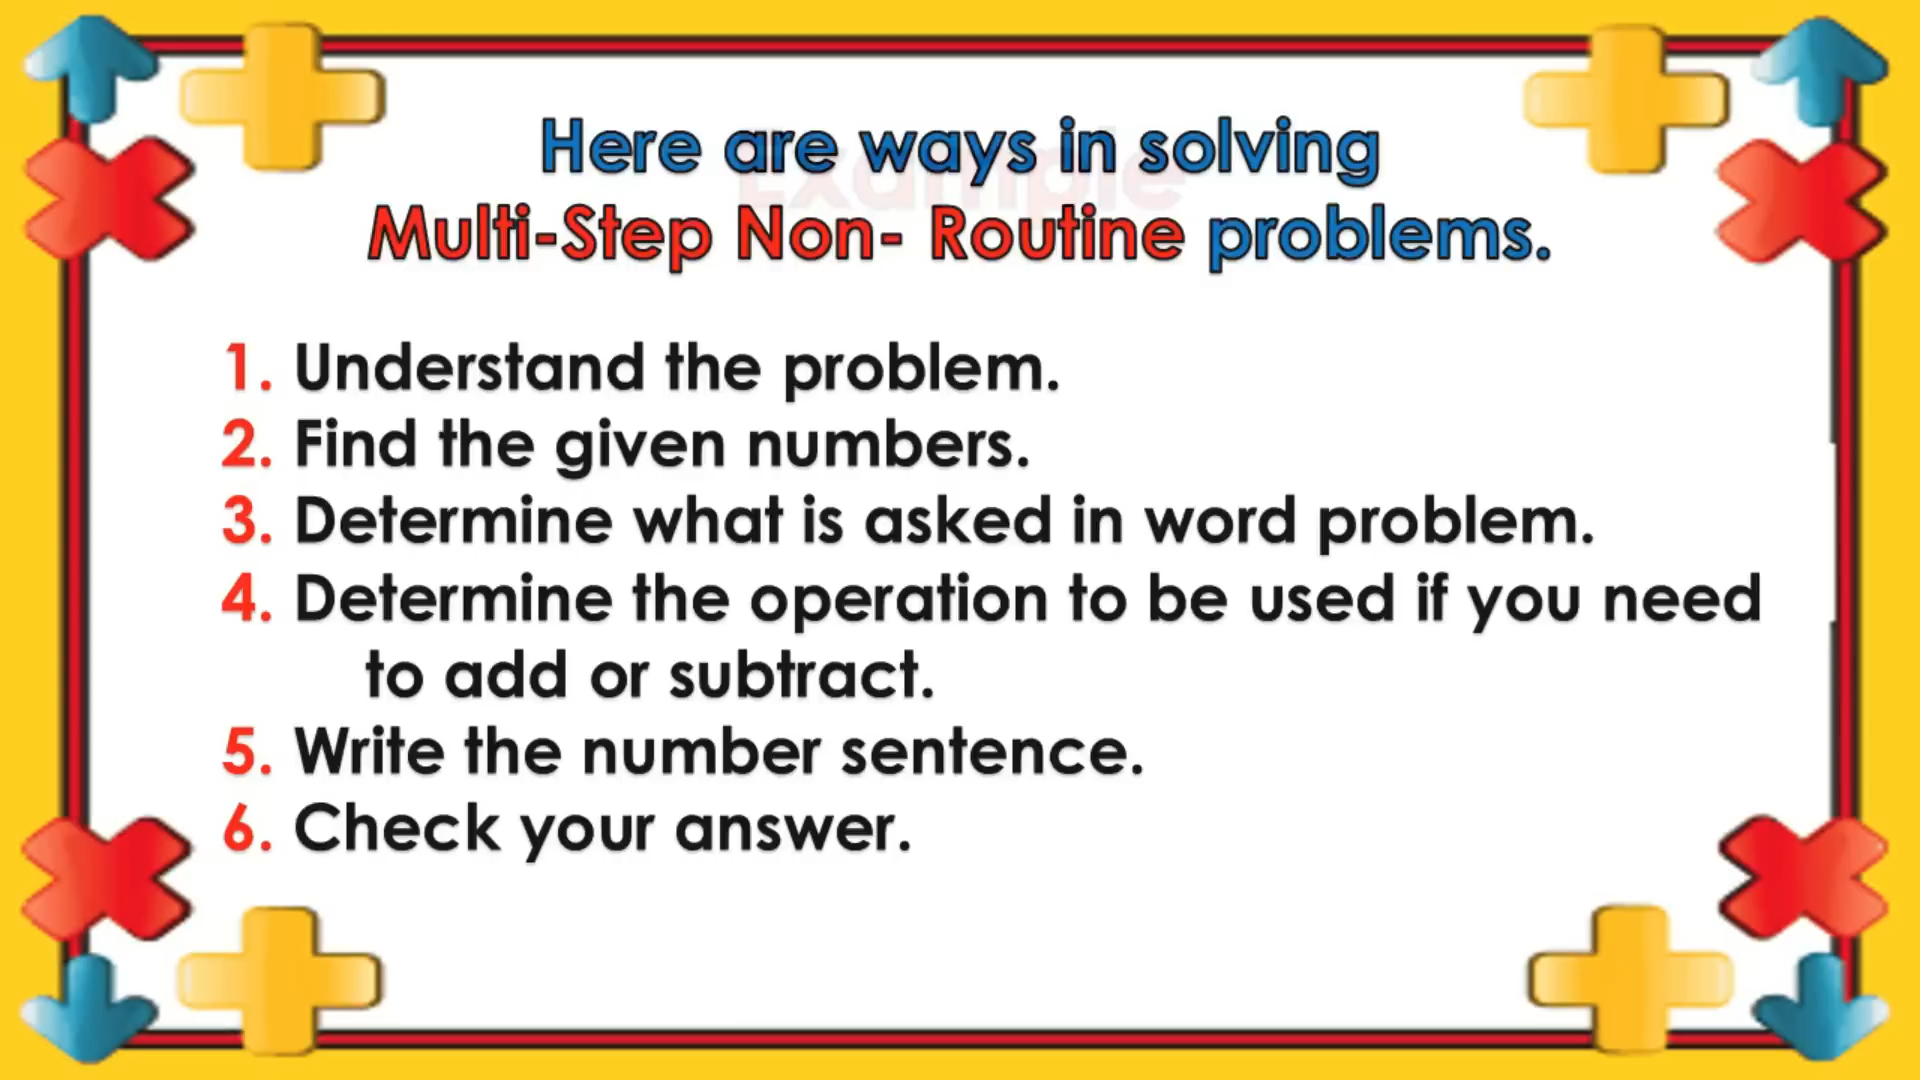 Here are ways in solving
Example
Multi-Step Non- Routine problems.
1. Understand the problem.
2. Find the given numbers.
3. Determine what is asked in word problem.
4. Determine the operation to be used if you need
to add or subtract.
5. Write the number sentence.
6. Check your answer.